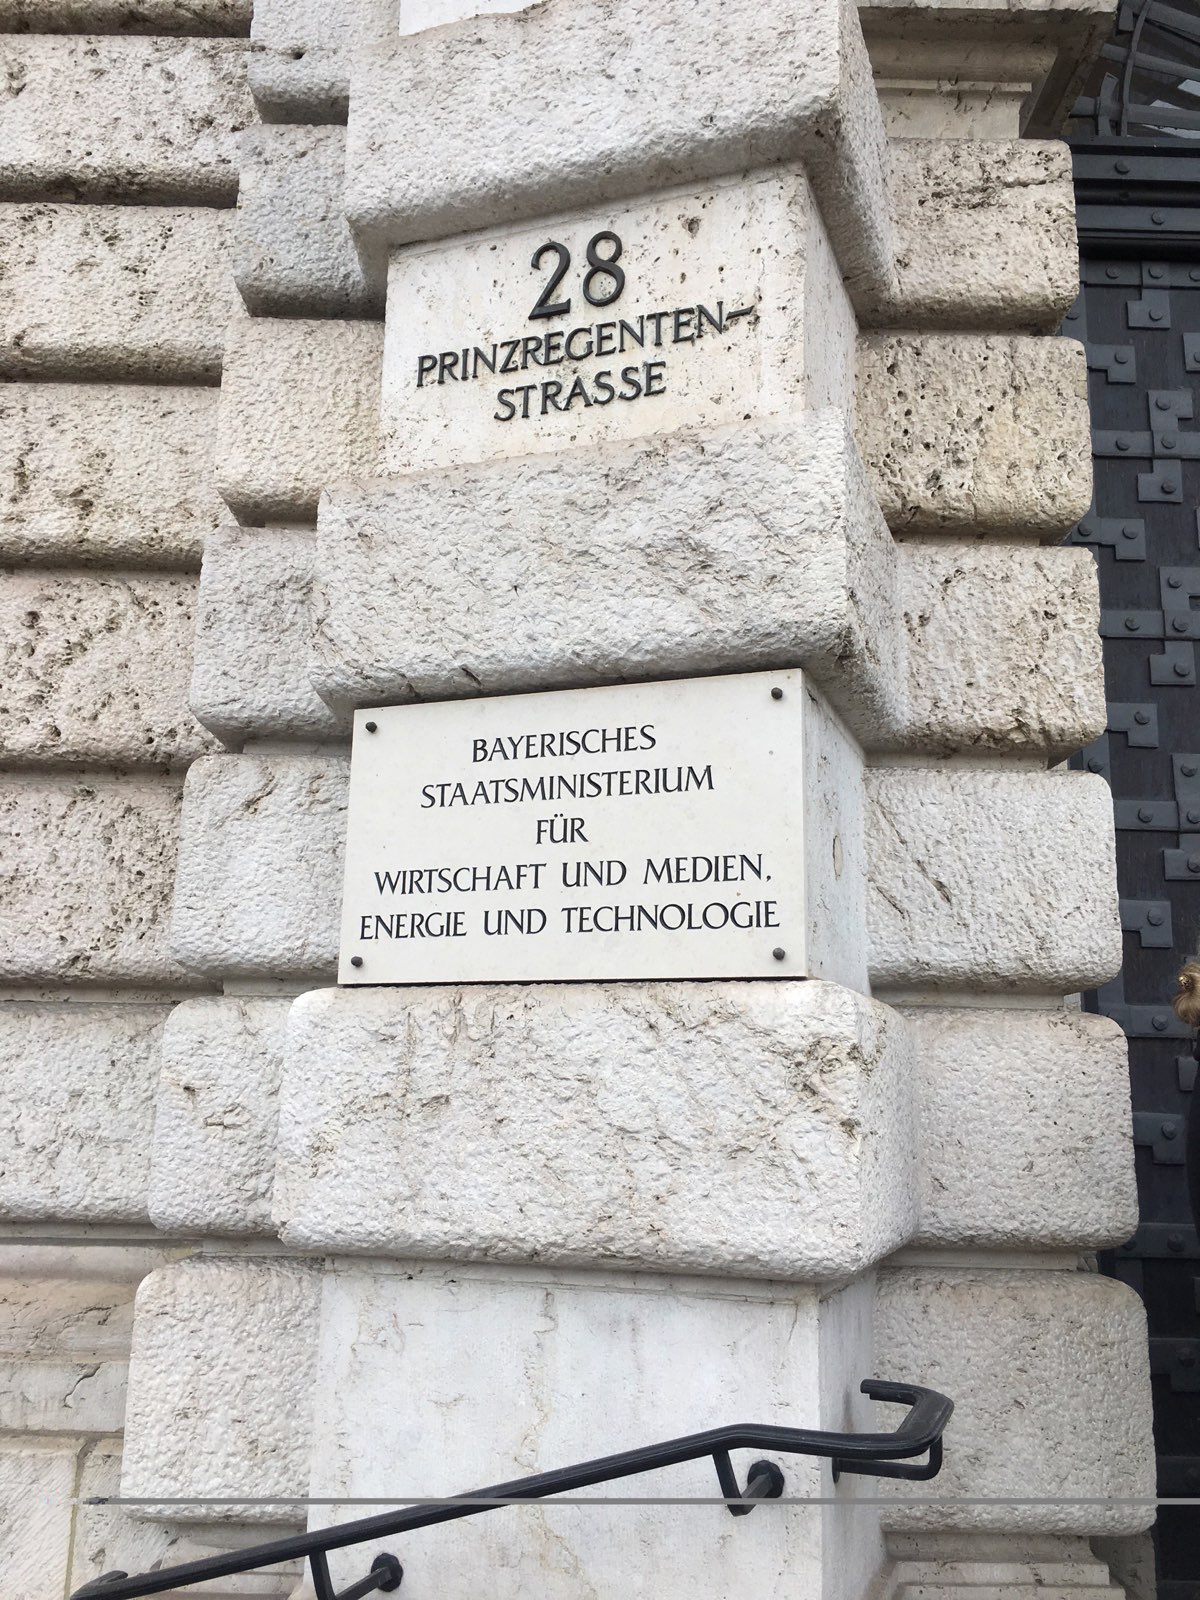 28
PRINZREGENTEN-
STRASSE
BAYERISCHES
STAATSMINISTERIUM
FÜR
WIRTSCHAFT UND MEDIEN,
ENERGIE UND TECHNOLOGIE